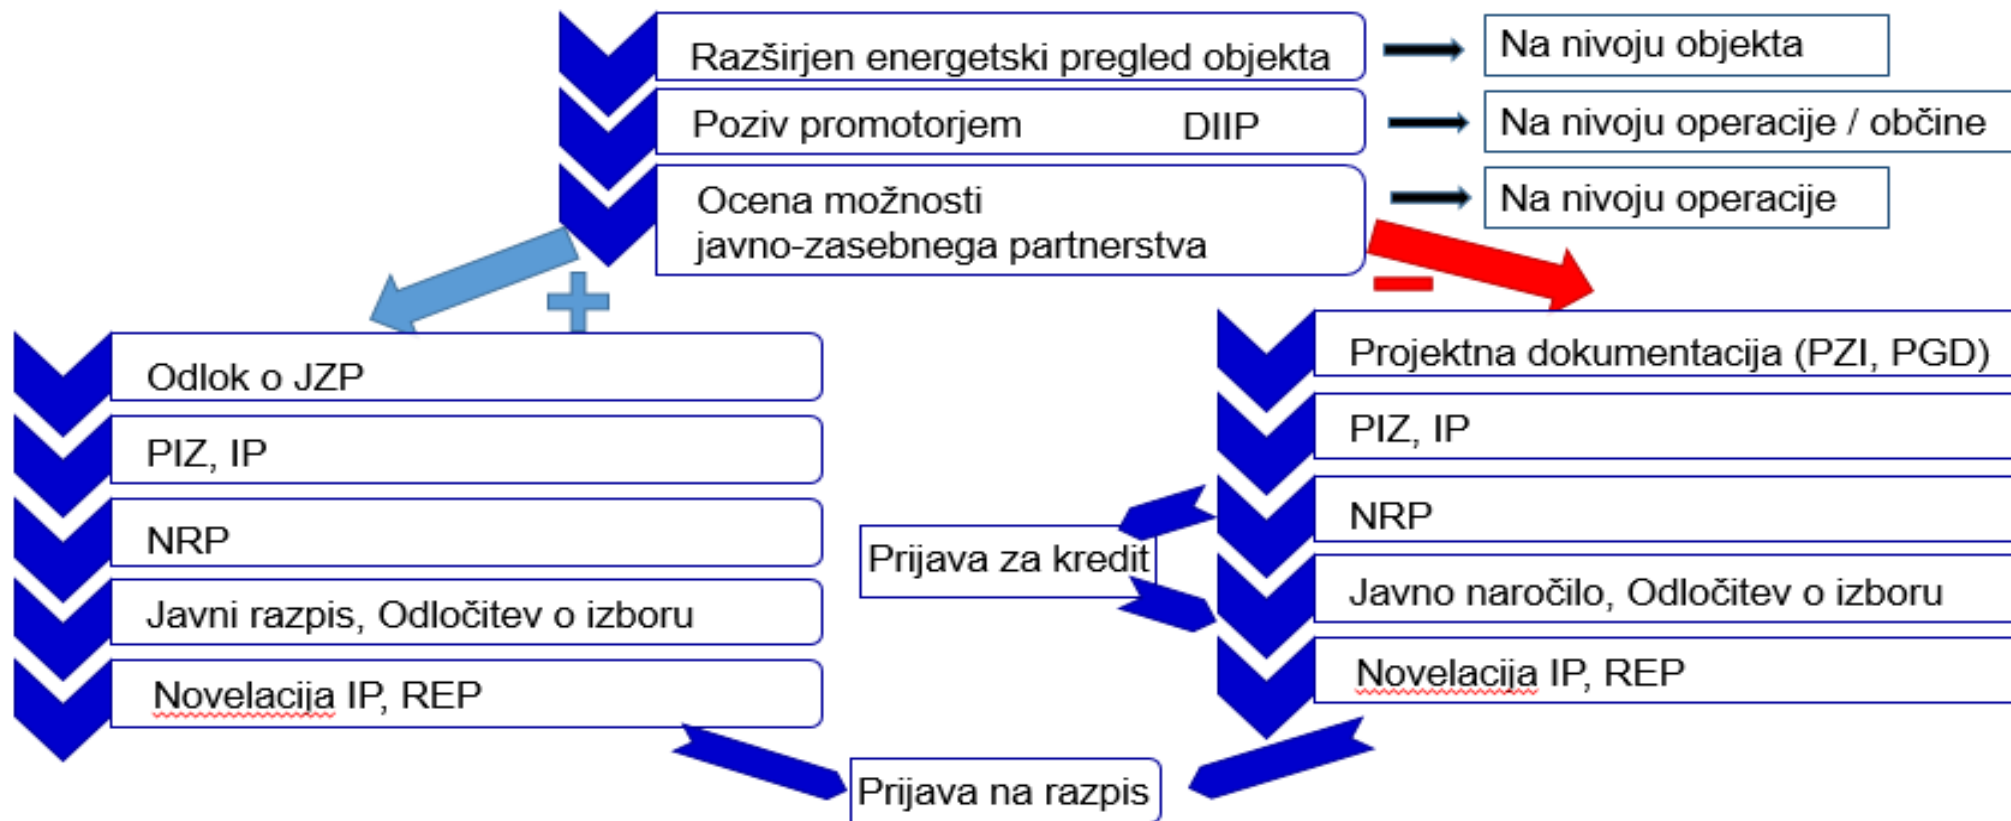 Razširjen energetski pregled objekta
Na nivoju objekta
Poziv promotorjem DIIP
Na nivoju operacije / občine
Ocena možnosti
javno-zasebnega partnerstva
Na nivoju operacije
Odlok o JZP
PIZ, IP
NRP
Javni razpis, Odločitev o izboru
Novelacija IP, REP
Projektna dokumentacija (PZI, PGD)
PIZ, IP
NRP
Prijava za kredit
Javno naročilo, Odločitev o izboru
Novelacija IP, REP
Prijava na razpis